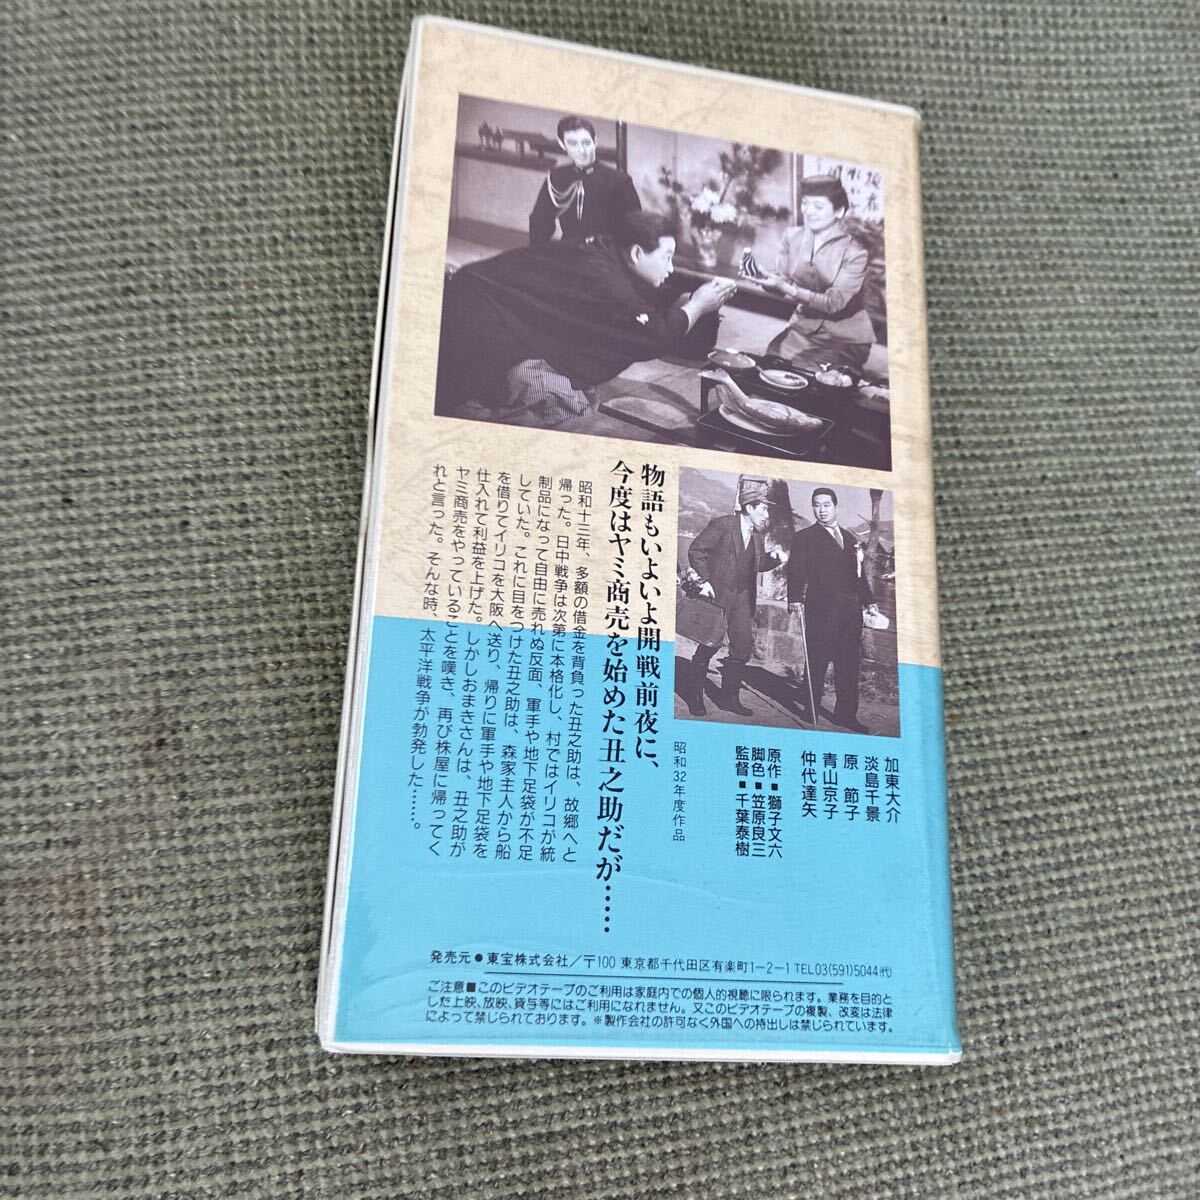 加東大介
淡島千景
原 節子
青山京子
仲代達矢
原作■獅子文六
脚色■笠原良三
監督■千葉泰樹
昭和32年度作品
物語もいよいよ開戦前夜に、
今度はヤミ商売を始めた丑之助だが……
昭和十三年、多額の借金を背負った丑之助は、故郷へと
帰った。日中戦争は次第に本格化し、村ではイリコが統
制品になって自由に売れぬ反面、軍手や地下足袋が不足
していた。これに目をつけた丑之助は、森家主人から船
を借りてイリコを大阪へ送り、帰りに軍手や地下足袋を
仕入れて利益を上げた。しかしおまきさんは、丑之助が
ヤミ商売をやっていることを嘆き、再び株屋に帰ってく
れと言った。そんな時、太平洋戦争が勃発した……。
発売元●東宝株式会社/〒100 東京都千代田区有楽町1-2-1 TEL03(591)5044(代)
ご注意■このビデオテープのご利用は家庭内での個人的視聴に限られます。業務を目的と
した上映、放映、貸与等にはご利用になれません。又このビデオテープの複製、改変は法律
によって禁じられております。※製作会社の許可なく外国への持出しは禁じられています。